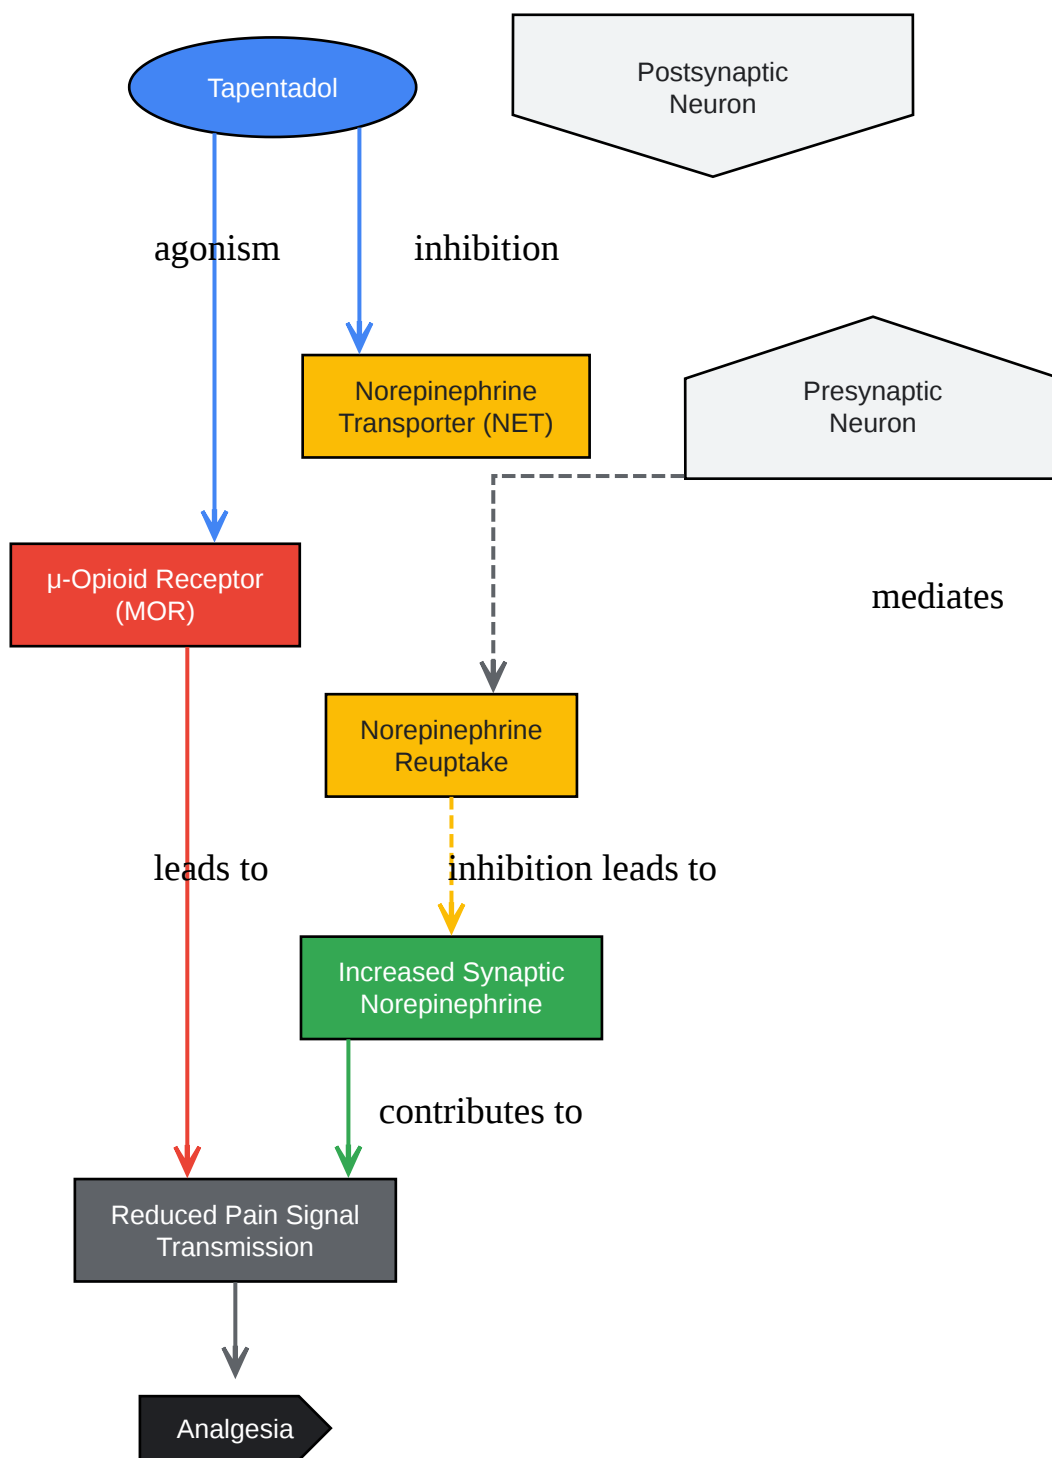 Tapentadol
Postsynaptic
Neuron
agonism
inhibition
Norepinephrine
Transporter (NET)
Presynaptic
Neuron
μ-Opioid Receptor
(MOR)
mediates
Norepinephrine
Reuptake
leads to
inhibition leads to
Increased Synaptic
Norepinephrine
contributes to
Reduced Pain Signal
Transmission
Analgesia